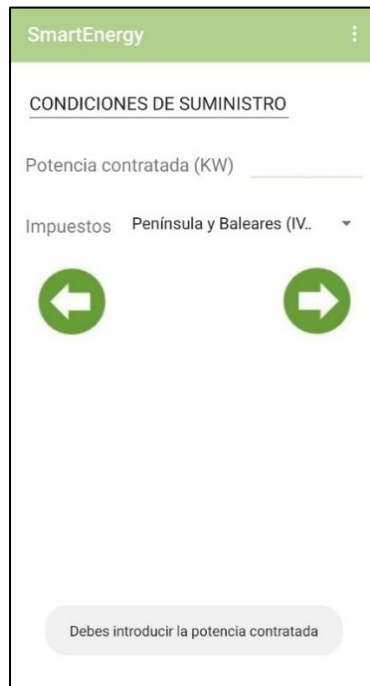 SmartEnergy
CONDICIONES DE SUMINISTRO
Potencia contratada (KW)
Impuestos Península y Baleares (IV..
Debes introducir la potencia contratada